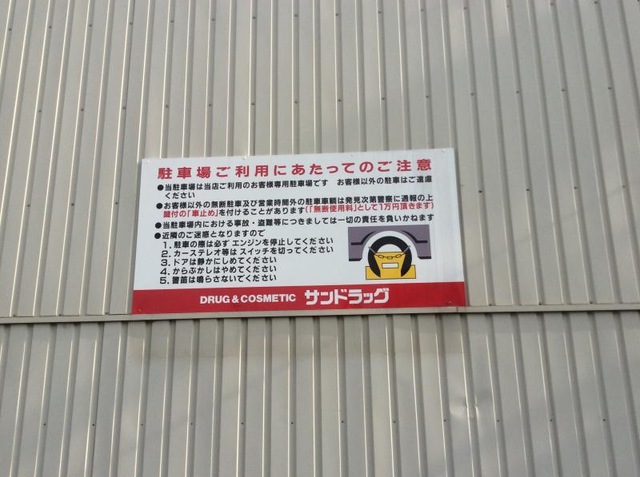 駐車場ご利用にあたってのご注意
●当駐車場は当店ご利用のお客様専用駐車場です お客様以外の駐車はご遠慮
ください
●お客様以外の無断駐車及び営業時間外の駐車車輌は発見次第警察に通報の上
鍵付の「車止め」を付けることがあります(「無断使用料」として1万円頂きます)
●当駐車場内における事故・盗難等につきましては一切の責任を負いかねます
●近隣のご迷惑となりますので
1. 駐車の際は必ず エンジンを停止してください
2. カーステレオ等は スイッチを切ってください
3. ドアは静かにしめてください
4. からぶかしはやめてください
5. 警笛は鳴らさないでください
DRUG & COSMETIC サンドラッグ